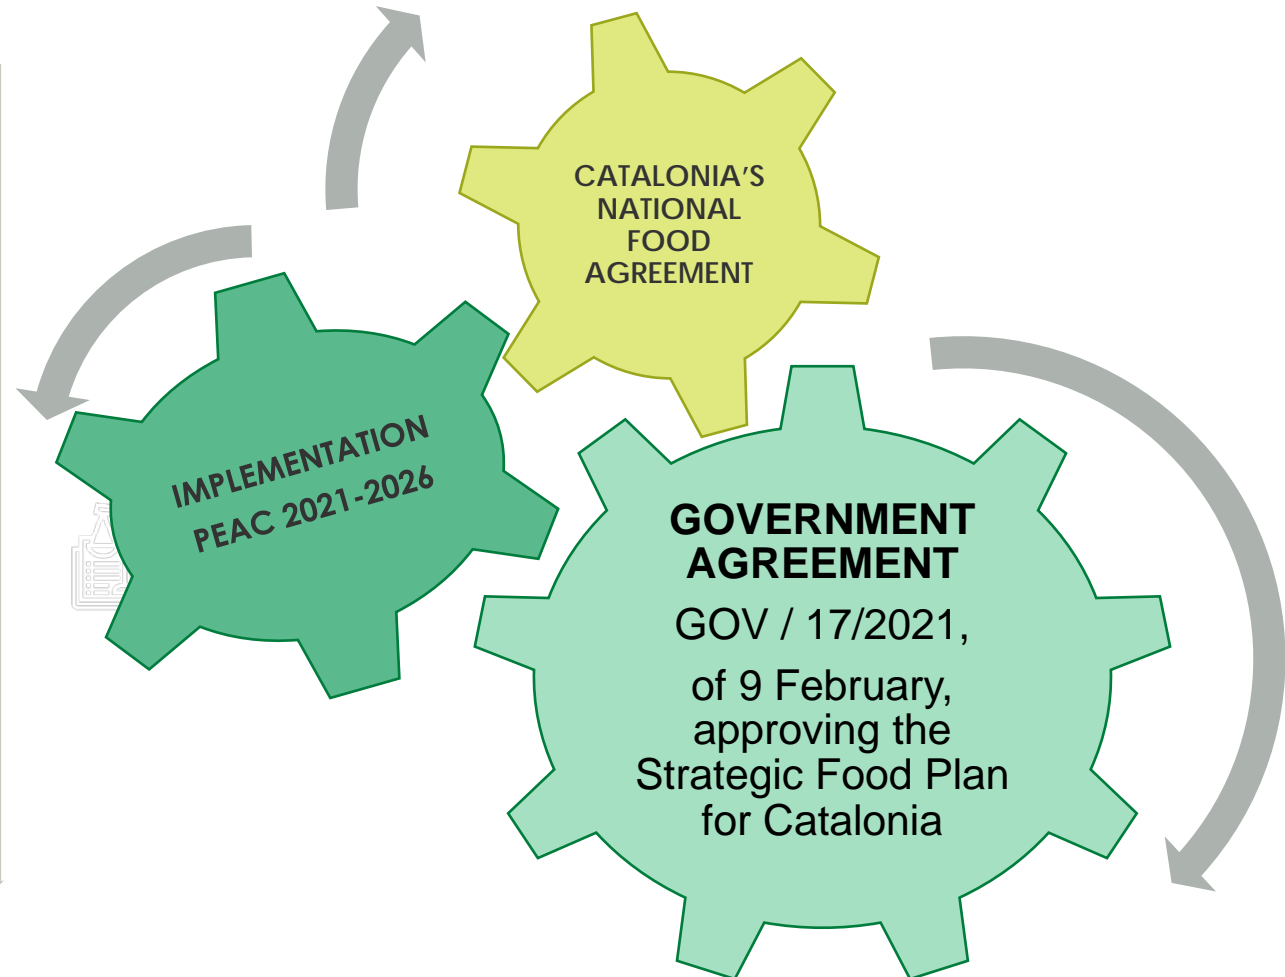 CATALONIA'S
NATIONAL
FOOD
AGREEMENT
IMPLEMENTATION
PEAC 2021-2026
GOVERNMENT
AGREEMENT
GOV / 17/2021,
of 9 February,
approving the
Strategic Food Plan
for Catalonia